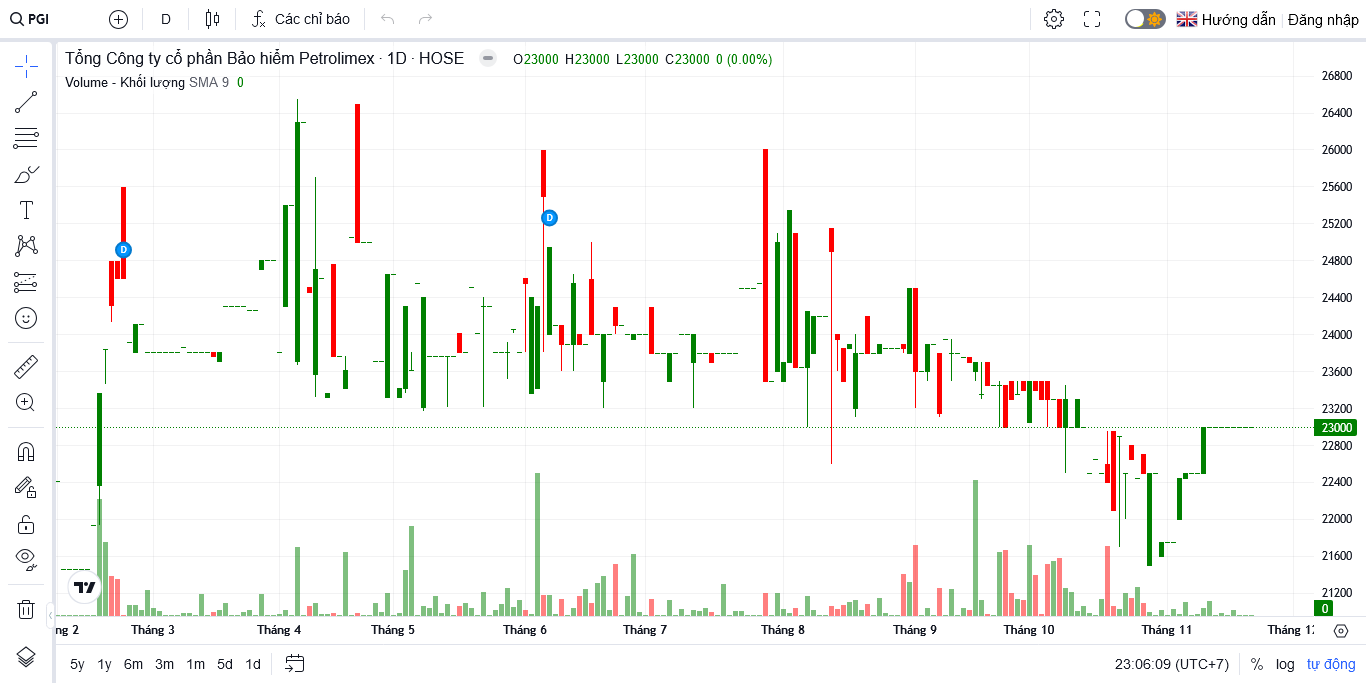 PGI D Các chỉ báo Hướng dẫn Đăng nhập
Tổng Công ty cổ phần Bảo hiểm Petrolimex · 1D · HOSE O23000 H23000 L23000 C23000 0 (0.00%)
Volume - Khối lượng SMA 9 0
26800
26400
26000
25600
25200
24800
24400
24000
23600
23200
23000
22800
22400
22000
21600
21200
0
D
D
ng 2 Tháng 3 Tháng 4 Tháng 5 Tháng 6 Tháng 7 Tháng 8 Tháng 9 Tháng 10 Tháng 11 Tháng 1
5y 1y 6m 3m 1m 5d 1d 23:06:09 (UTC+7) % log tự động